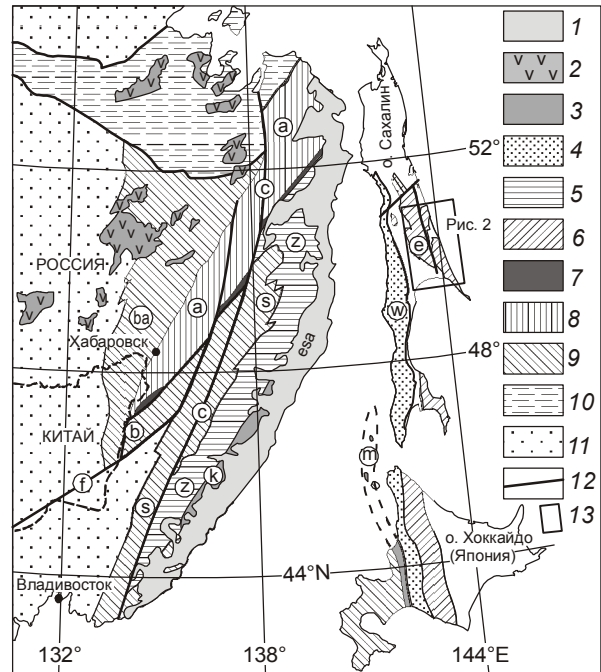 1
v v v
v v
2
3
4
5
6
7
8
9
10
11
12
13
о. Сахалин
52°
a
c
z
Рис. 2
e
РОССИЯ
s
w
ba
a
esa
Хабаровск
48°
КИТАЙ
b
c
m
f
k
z
s
о. Хоккайдо
(Япония)
44°N
Владивосток
132°
138°
144°E